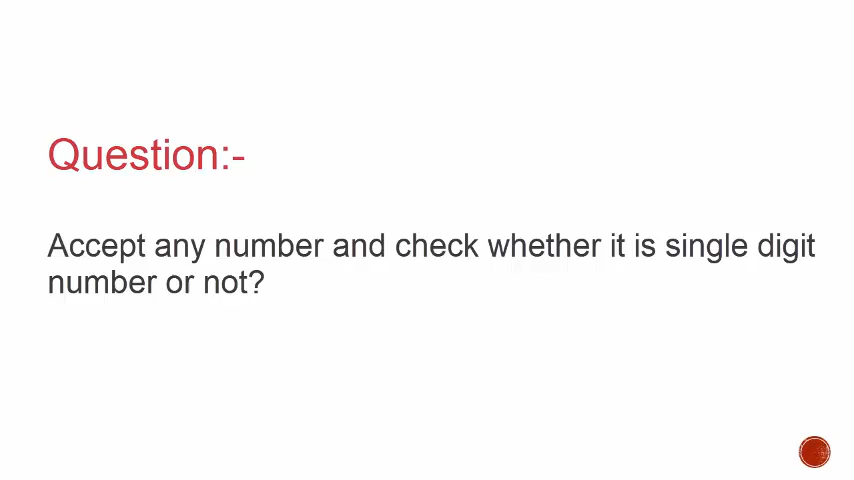 Question:-
Accept any number and check whether it is single digit
number or not?